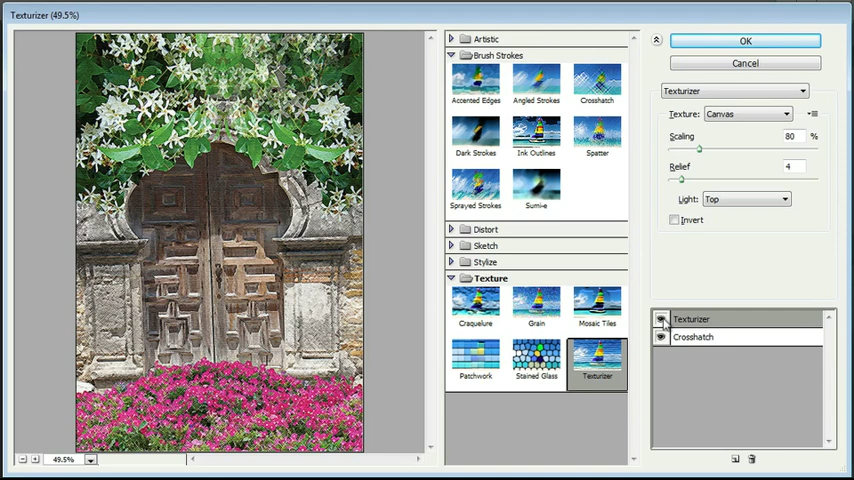 Texturizer (49.5%)
Artistic
Brush Strokes
Accented Edges
Angled Strokes
Crosshatch
Dark Strokes
Ink Outlines
Spatter
Sprayed Strokes
Sumi-e
Distort
Sketch
Stylize
Texture
Craquelure
Grain
Mosaic Tiles
Patchwork
Stained Glass
Texturizer
49.5%
OK
Cancel
Texturizer
Texture: Canvas
Scaling 80 %
Relief 4
Light: Top
Invert
Texturizer
Crosshatch